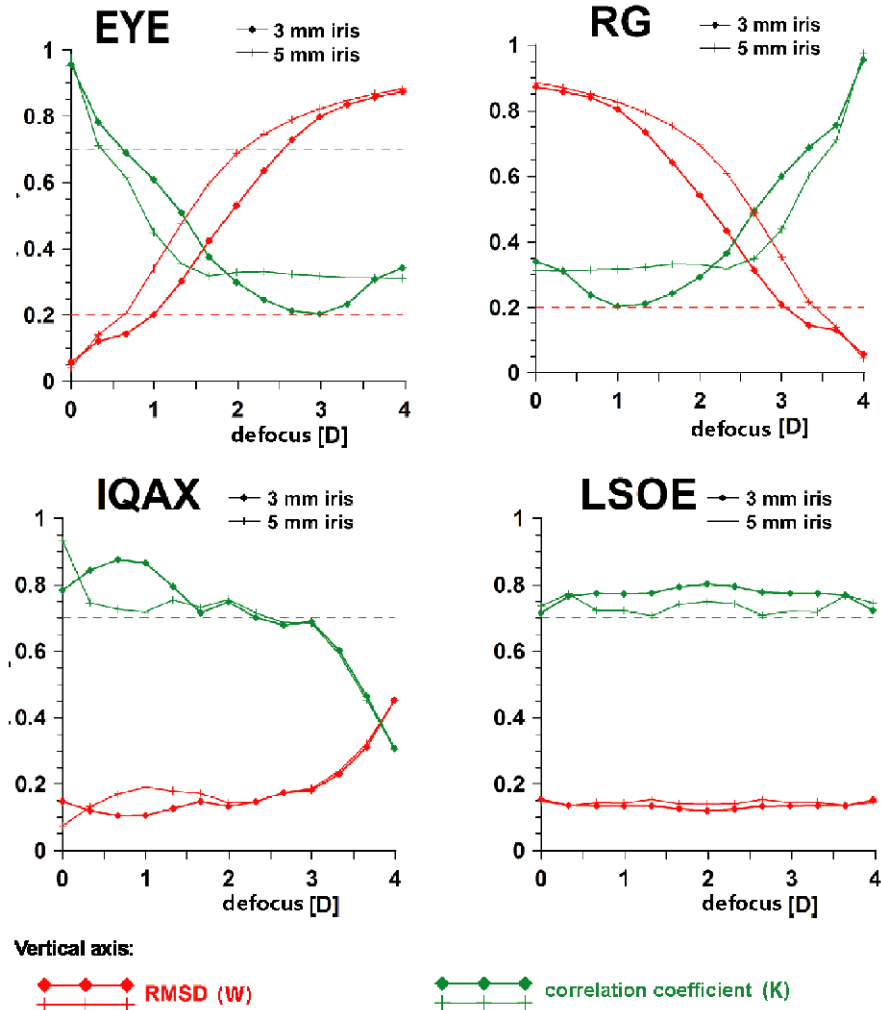 EYE
3 mm iris
5 mm iris
1
0.8
0.6
0.4
0.2
0
0 1 2 3 4
defocus [D]
RG
3 mm iris
5 mm iris
1
0.8
0.6
0.4
0.2
0
0 1 2 3 4
defocus [D]
IQAX
3 mm iris
5 mm iris
1
0.8
0.6
0.4
0.2
0
0 1 2 3 4
defocus [D]
LSOE
3 mm iris
5 mm iris
1
0.8
0.6
0.4
0.2
0
0 1 2 3 4
defocus [D]
Vertical axis:
RMSD (W)
correlation coefficient (K)